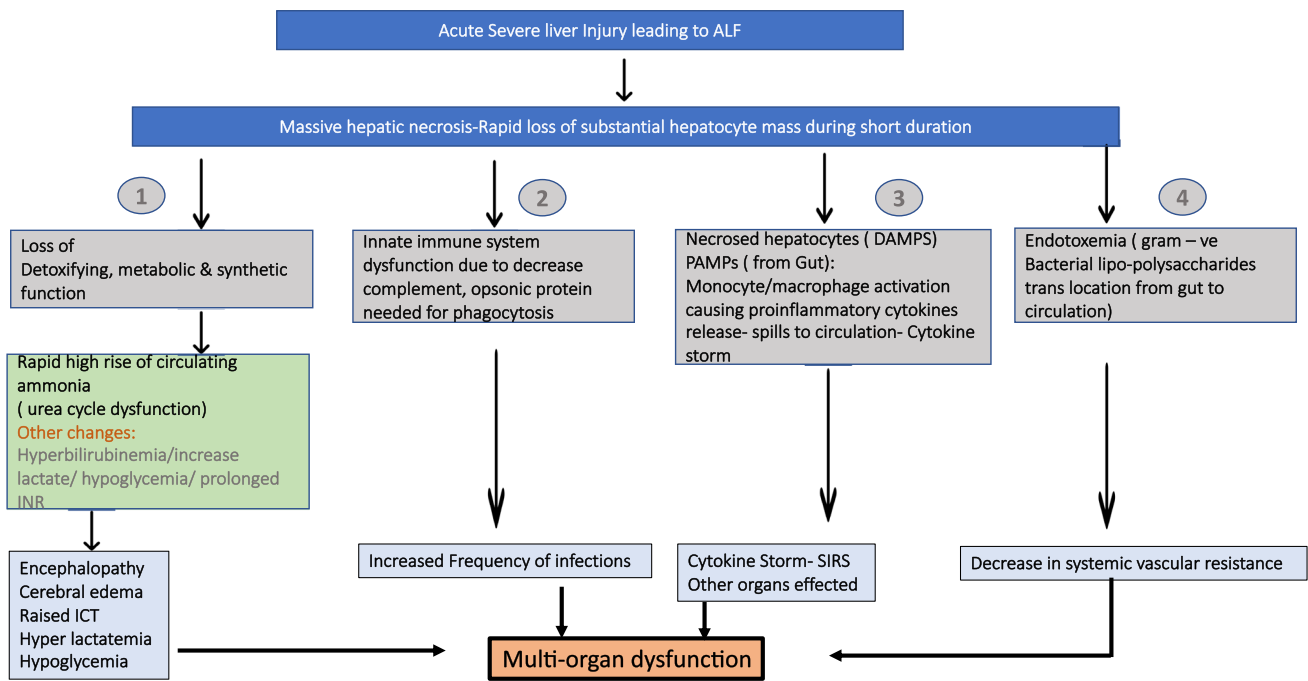 Acute Severe liver Injury leading to ALF
Massive hepatic necrosis-Rapid loss of substantial hepatocyte mass during short duration
1
2
3
4
Loss of
Detoxifying, metabolic & synthetic
function
Innate immune system
dysfunction due to decrease
complement, opsonic protein
needed for phagocytosis
Necrosed hepatocytes ( DAMPS)
PAMPs ( from Gut):
Monocyte/macrophage activation
causing proinflammatory cytokines
release- spills to circulation- Cytokine
storm
Endotoxemia ( gram – ve
Bacterial lipo-polysaccharides
trans location from gut to
circulation)
Rapid high rise of circulating
ammonia
( urea cycle dysfunction)
Other changes:
Hyperbilirubinemia/increase
lactate/ hypoglycemia/ prolonged
INR
Encephalopathy
Cerebral edema
Raised ICT
Hyper lactatemia
Hypoglycemia
Increased Frequency of infections
Cytokine Storm- SIRS
Other organs effected
Decrease in systemic vascular resistance
Multi-organ dysfunction